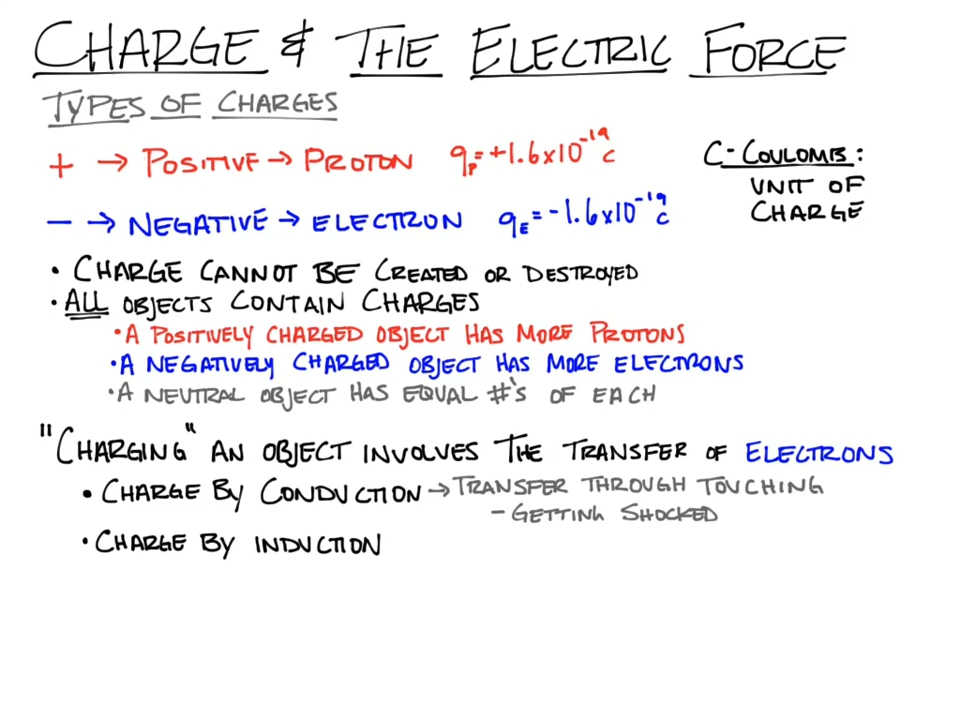 CHARGE & THE ELECTRIC FORCE
TYPES OF CHARGES
+ → POSITIVE → PROTON qₚ=+1.6x10⁻¹⁹ C
C-COULOMB:
UNIT OF
CHARGE
— → NEGATIVE → ELECTRON q_E=-1.6x10⁻¹⁹ C
• CHARGE CANNOT BE CREATED OR DESTROYED
• ALL OBJECTS CONTAIN CHARGES
• A POSITIVELY CHARGED OBJECT HAS MORE PROTONS
• A NEGATIVELY CHARGED OBJECT HAS MORE ELECTRONS
• A NEUTRAL OBJECT HAS EQUAL #'s OF EACH
"CHARGING" AN OBJECT INVOLVES THE TRANSFER OF ELECTRONS
• CHARGE BY CONDUCTION → TRANSFER THROUGH TOUCHING
- GETTING SHOCKED
• CHARGE BY INDUCTION